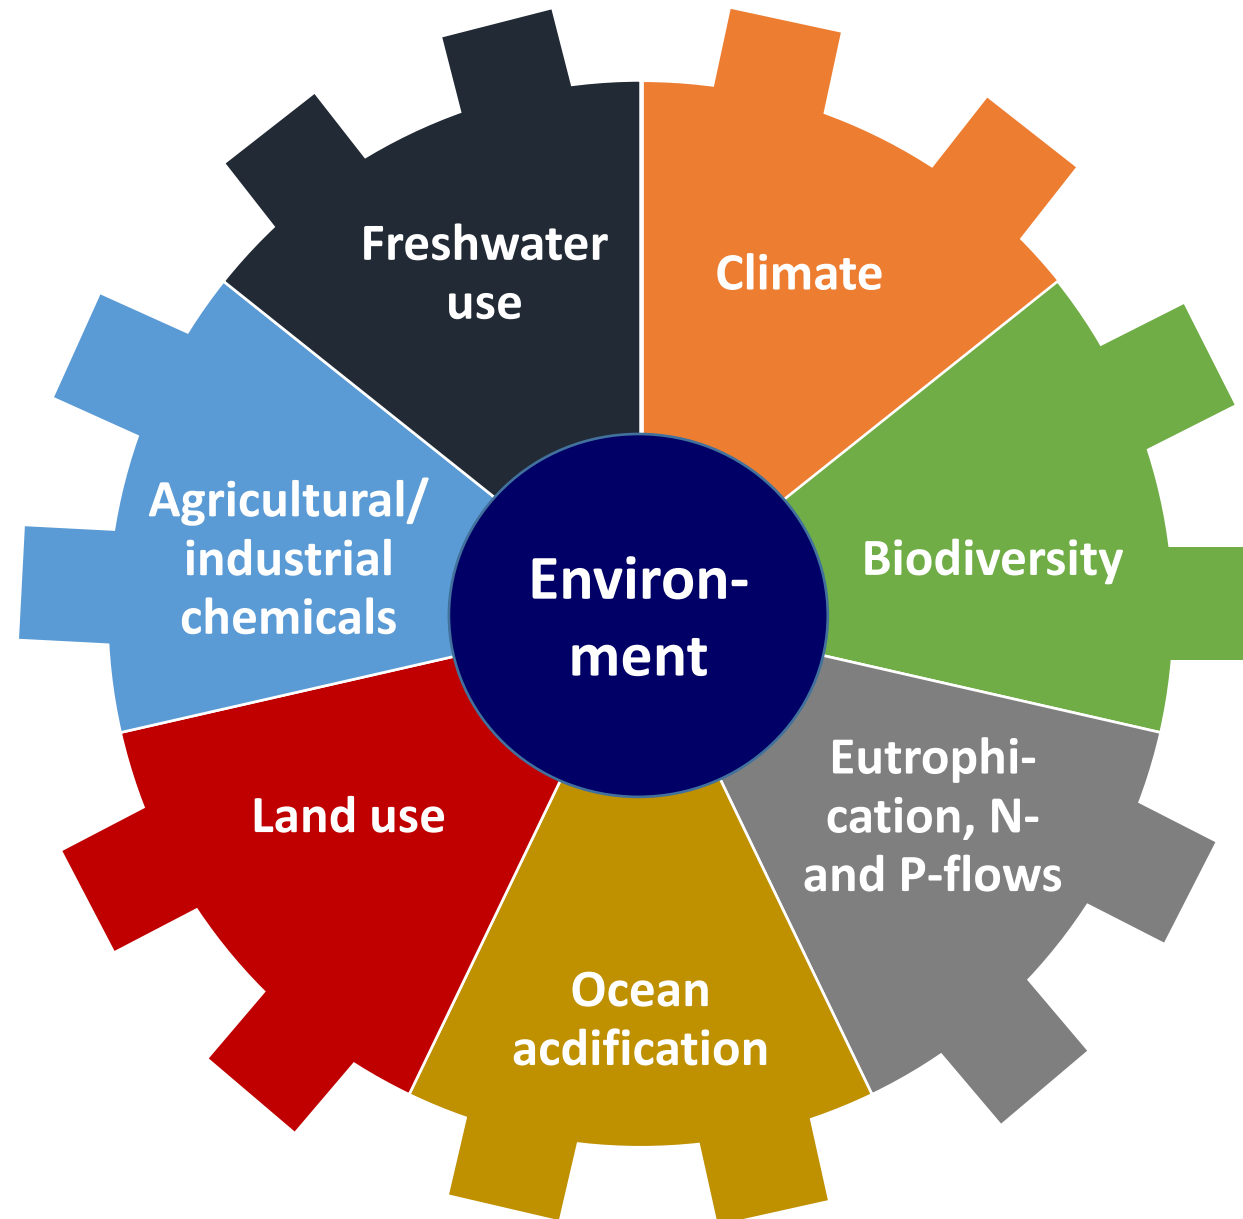 Freshwater
use
Climate
Agricultural/
industrial
chemicals
Biodiversity
Environ-
ment
Eutrophi-
cation, N-
and P-flows
Land use
Ocean
acdification